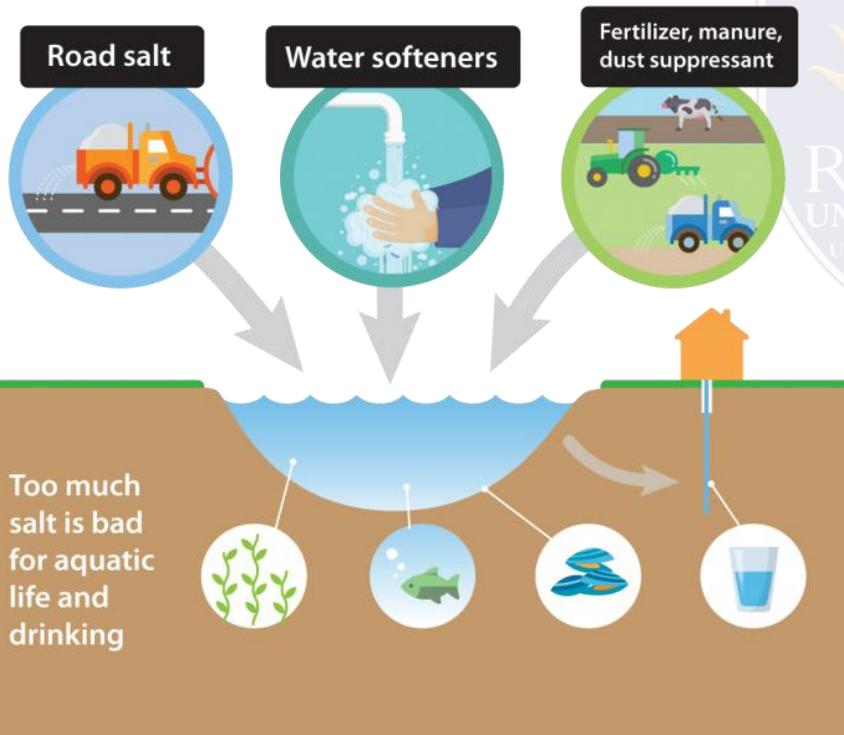 Road salt
Water softeners
Fertilizer, manure,
dust suppressant
Too much
salt is bad
for aquatic
life and
drinking